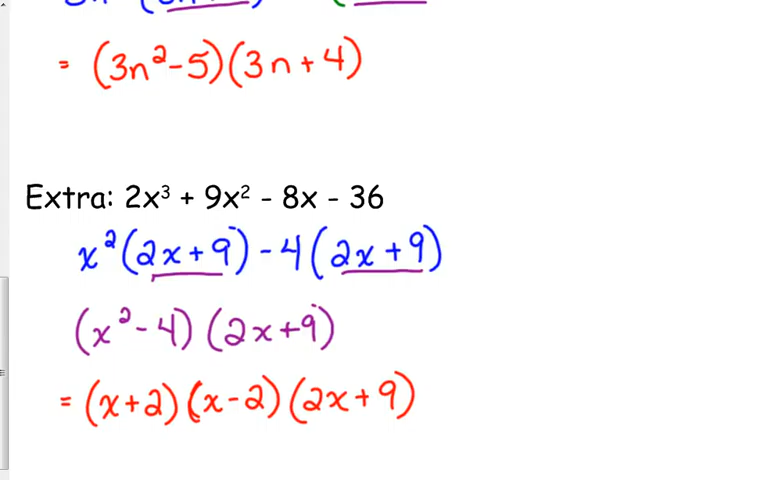 = (3n² - 5)(3n + 4)
Extra: 2x³ + 9x² - 8x - 36
x²(2x + 9) - 4(2x + 9)
(x² - 4)(2x + 9)
= (x + 2)(x - 2)(2x + 9)